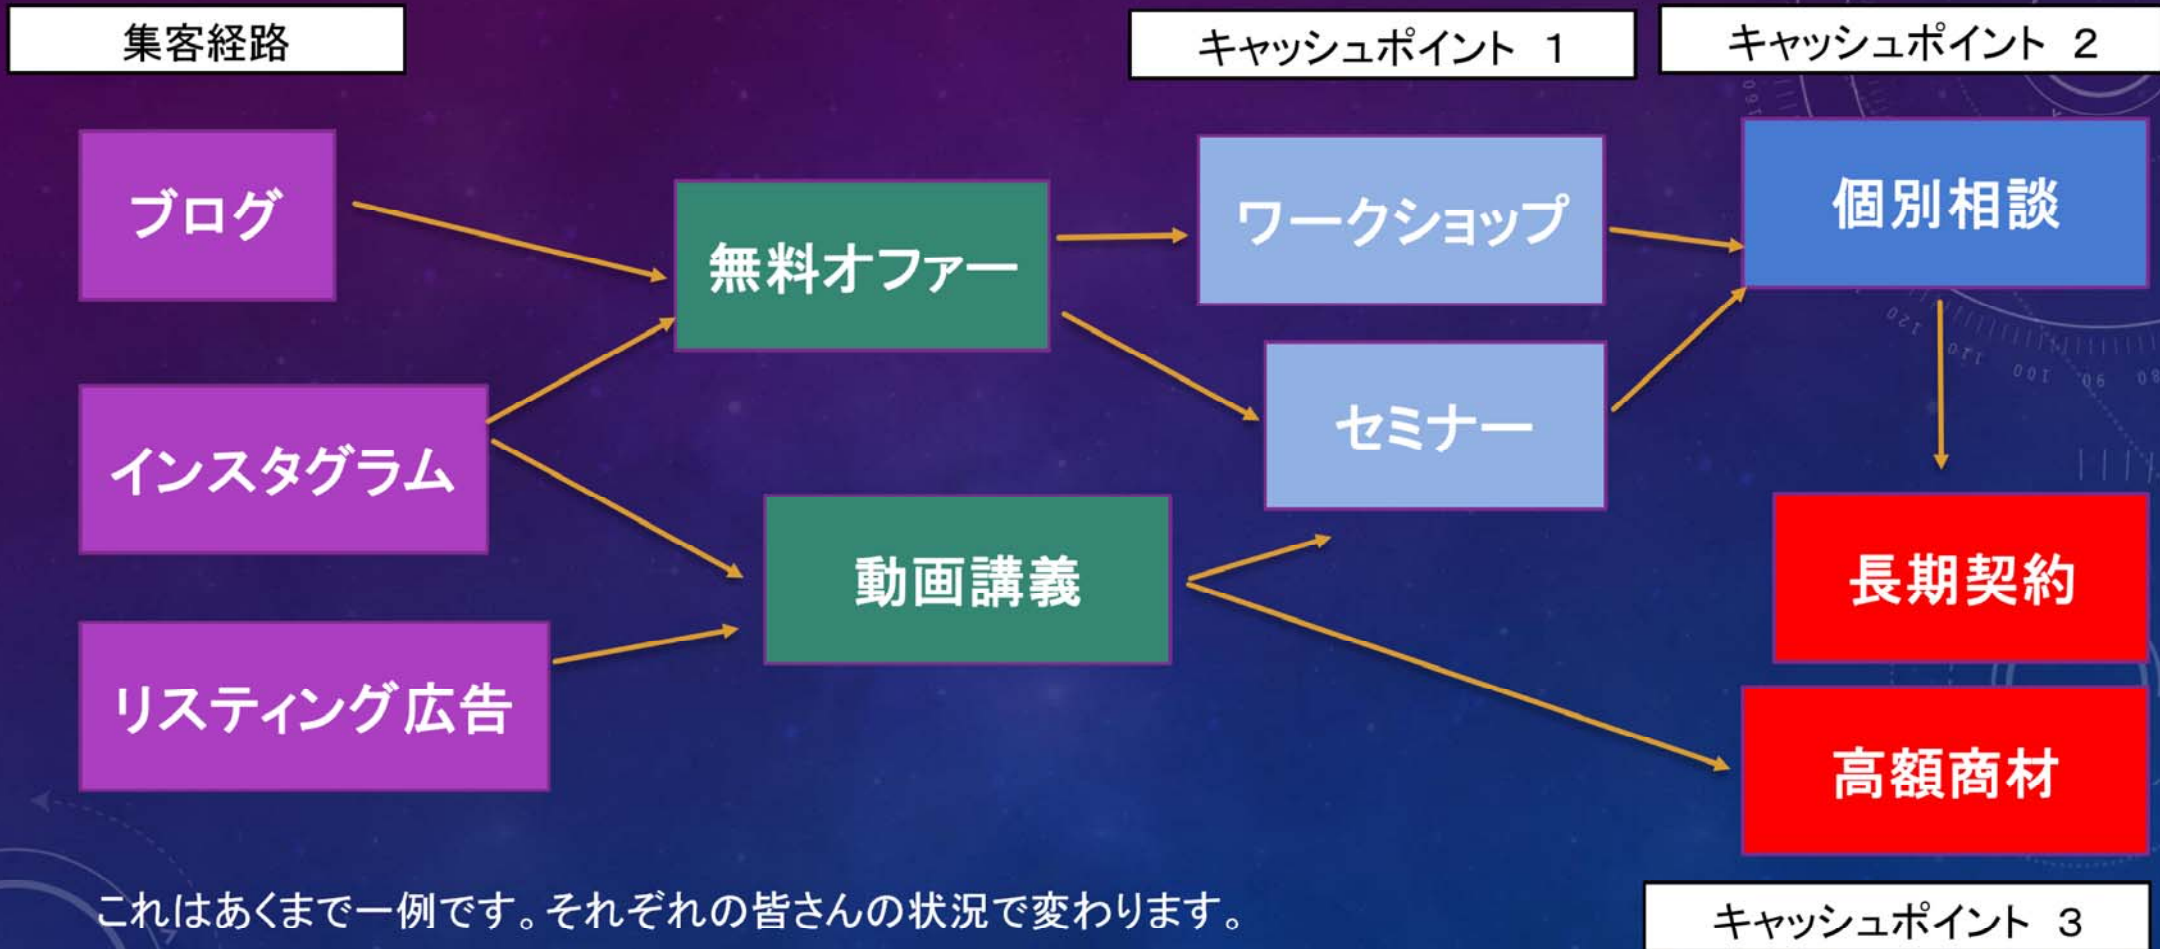 集客経路
キャッシュポイント 1
キャッシュポイント 2
ブログ
無料オファー
ワークショップ
個別相談
インスタグラム
セミナー
動画講義
長期契約
リスティング広告
高額商材
これはあくまで一例です。それぞれの皆さんの状況で変わります。
キャッシュポイント 3